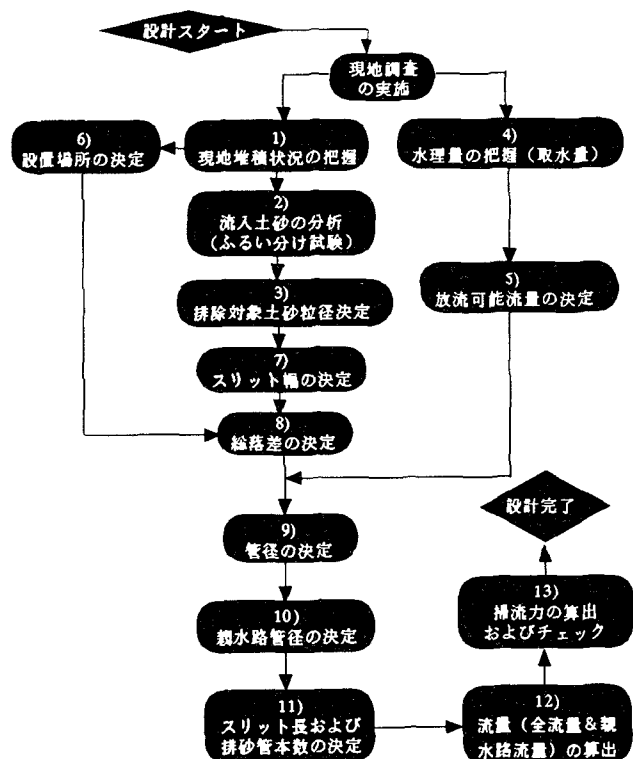 設計スタート
現地調査
の実施
6)
設置場所の決定
1)
現地堆積状況の把握
4)
水理量の把握（取水量）
2)
流入土砂の分析
（ふるい分け試験）
5)
放流可能流量の決定
3)
排除対象土砂粒径決定
7)
スリット幅の決定
8)
総落差の決定
9)
管径の決定
設計完了
10)
親水路管径の決定
13)
掃流力の算出
およびチェック
11)
スリット長および
排砂管本数の決定
12)
流量（全流量＆親
水路流量）の算出